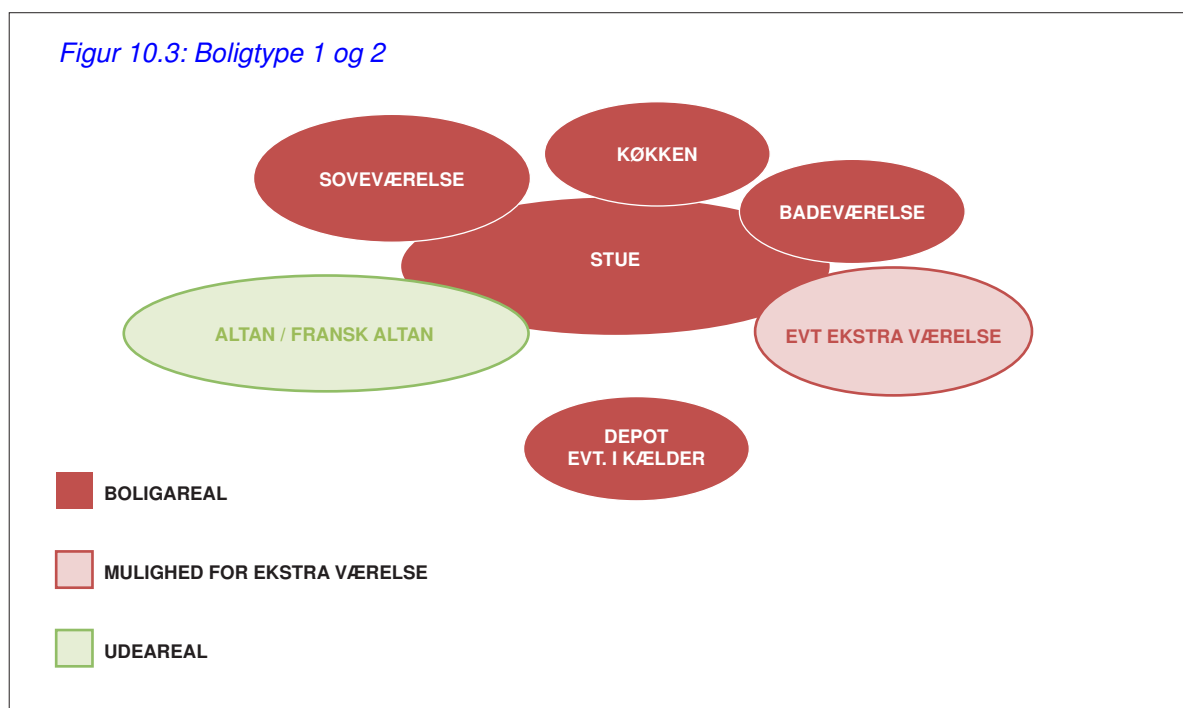 Figur 10.3: Boligtype 1 og 2
SOVEVÆRELSE
KØKKEN
BADEVÆRELSE
STUE
ALTAN / FRANSK ALTAN
EVT EKSTRA VÆRELSE
DEPOT
EVT. I KÆLDER
BOLIGAREAL
MULIGHED FOR EKSTRA VÆRELSE
UDEAREAL